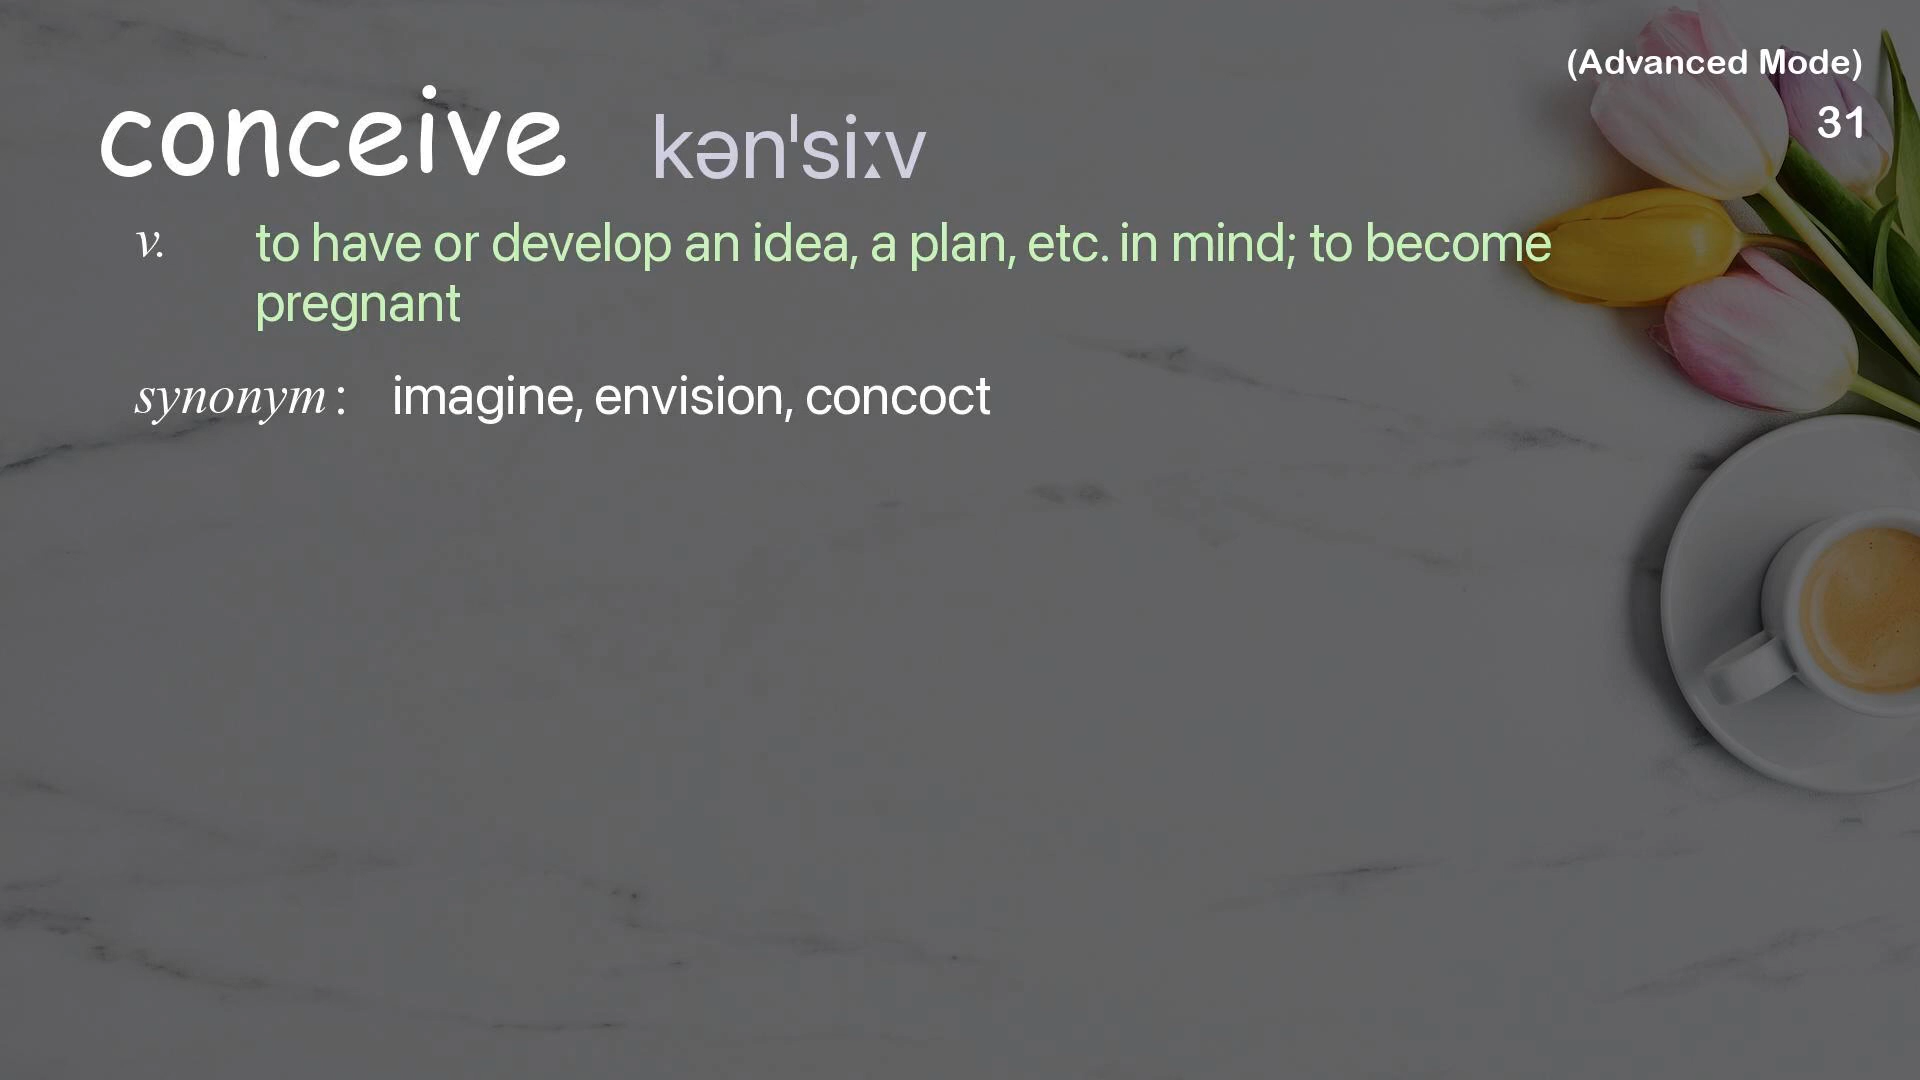 (Advanced Mode)
31
conceive kən'siːv
v. to have or develop an idea, a plan, etc. in mind; to become
pregnant
synonym : imagine, envision, concoct